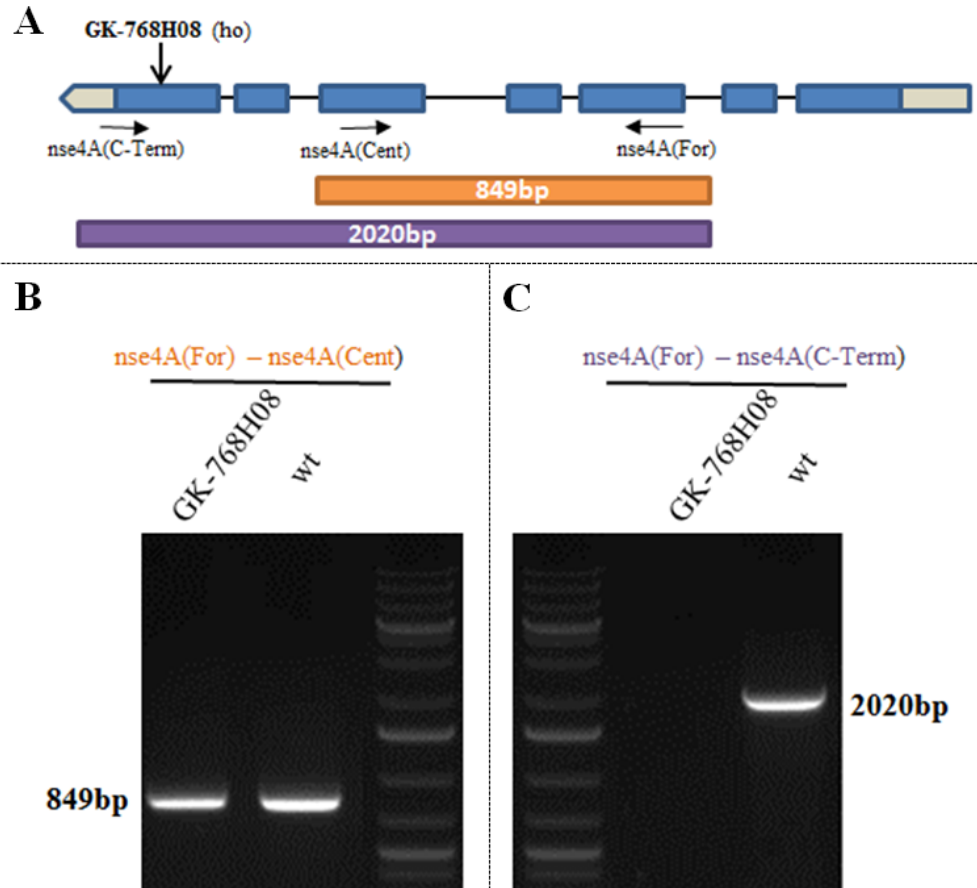 A
GK-768H08 (ho)
nse4A(C-Term)
nse4A(Cent)
nse4A(For)
849bp
2020bp
B
nse4A(For) – nse4A(Cent)
GK-768H08
wt
849bp
C
nse4A(For) – nse4A(C-Term)
GK-768H08
wt
2020bp